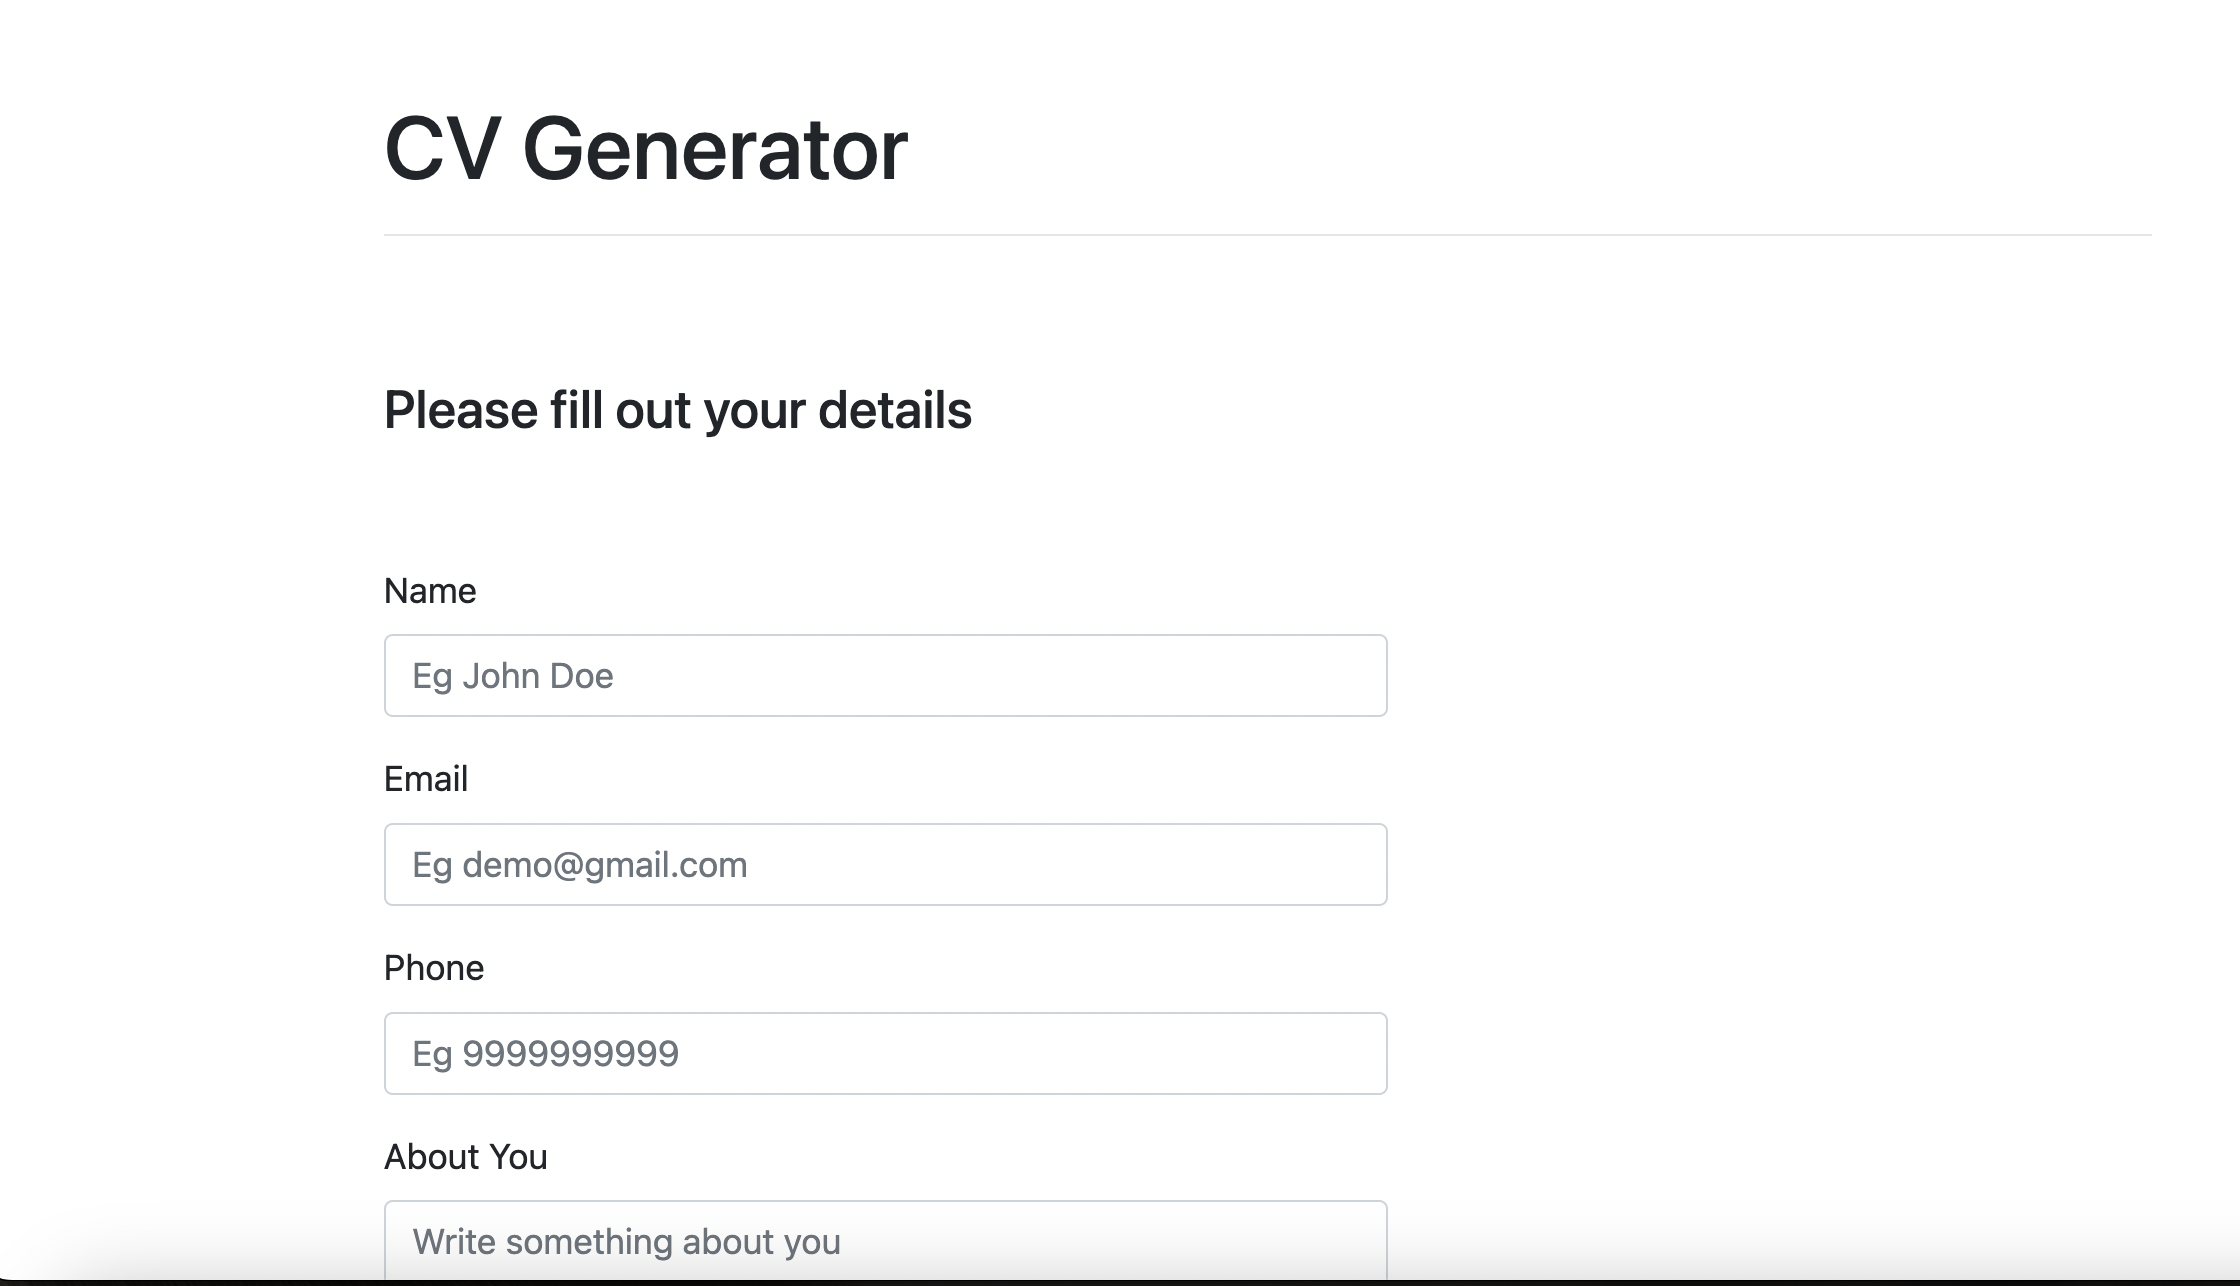 CV Generator
Please fill out your details
Name
Eg John Doe
Email
Eg demo@gmail.com
Phone
Eg 9999999999
About You
Write something about you